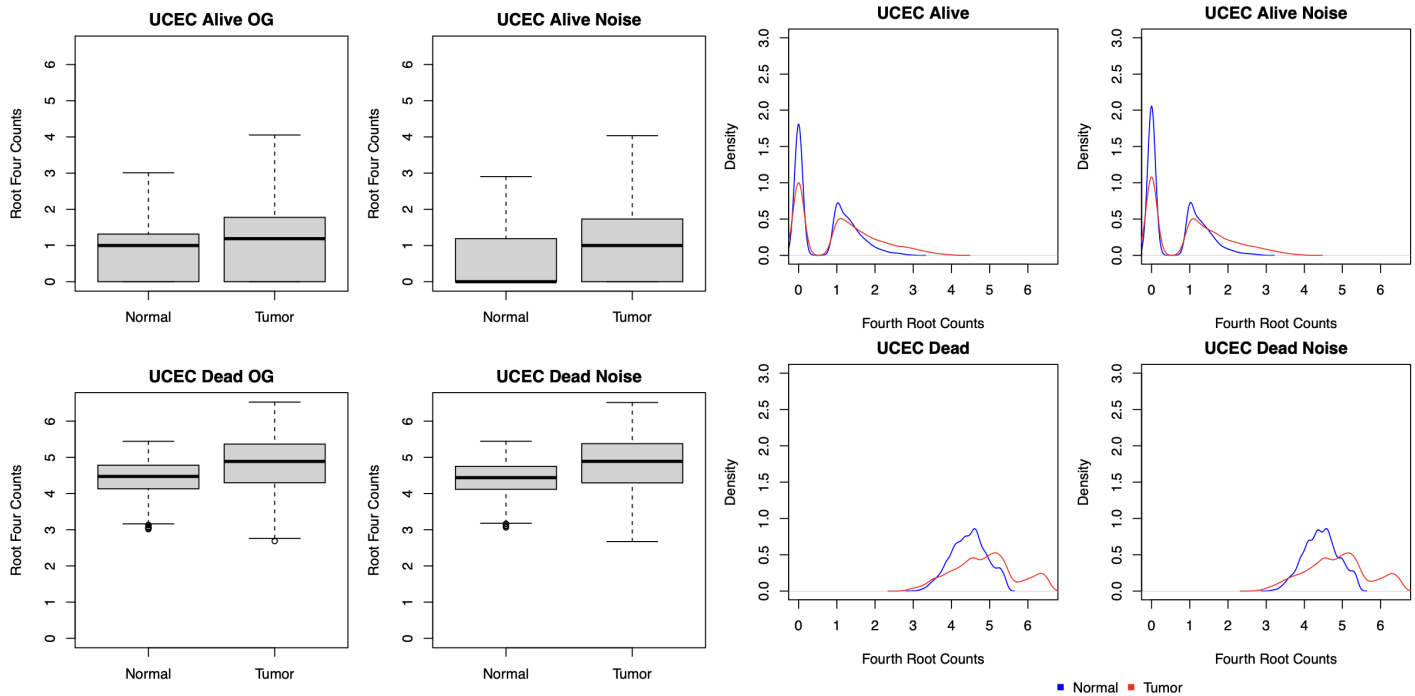 UCEC Alive OG
Root Four Counts
0 1 2 3 4 5 6
Normal Tumor
UCEC Alive Noise
Root Four Counts
0 1 2 3 4 5 6
Normal Tumor
UCEC Alive
Density
0.0 0.5 1.0 1.5 2.0 2.5 3.0
0 1 2 3 4 5 6
Fourth Root Counts
UCEC Alive Noise
Density
0.0 0.5 1.0 1.5 2.0 2.5 3.0
0 1 2 3 4 5 6
Fourth Root Counts
UCEC Dead OG
Root Four Counts
0 1 2 3 4 5 6
Normal Tumor
UCEC Dead Noise
Root Four Counts
0 1 2 3 4 5 6
Normal Tumor
UCEC Dead
Density
0.0 0.5 1.0 1.5 2.0 2.5 3.0
0 1 2 3 4 5 6
Fourth Root Counts
UCEC Dead Noise
Density
0.0 0.5 1.0 1.5 2.0 2.5 3.0
0 1 2 3 4 5 6
Fourth Root Counts
Normal Tumor